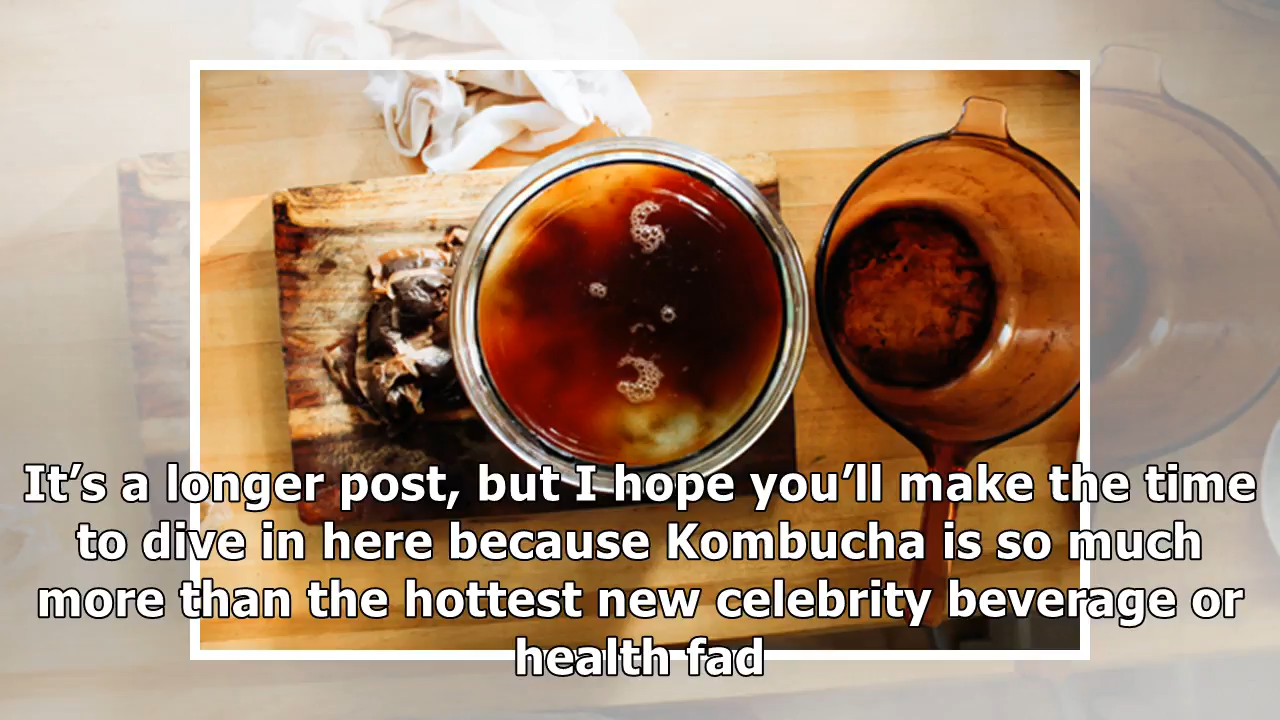 It’s a longer post, but I hope you’ll make the time
to dive in here because Kombucha is so much
more than the hottest new celebrity beverage or
health fad